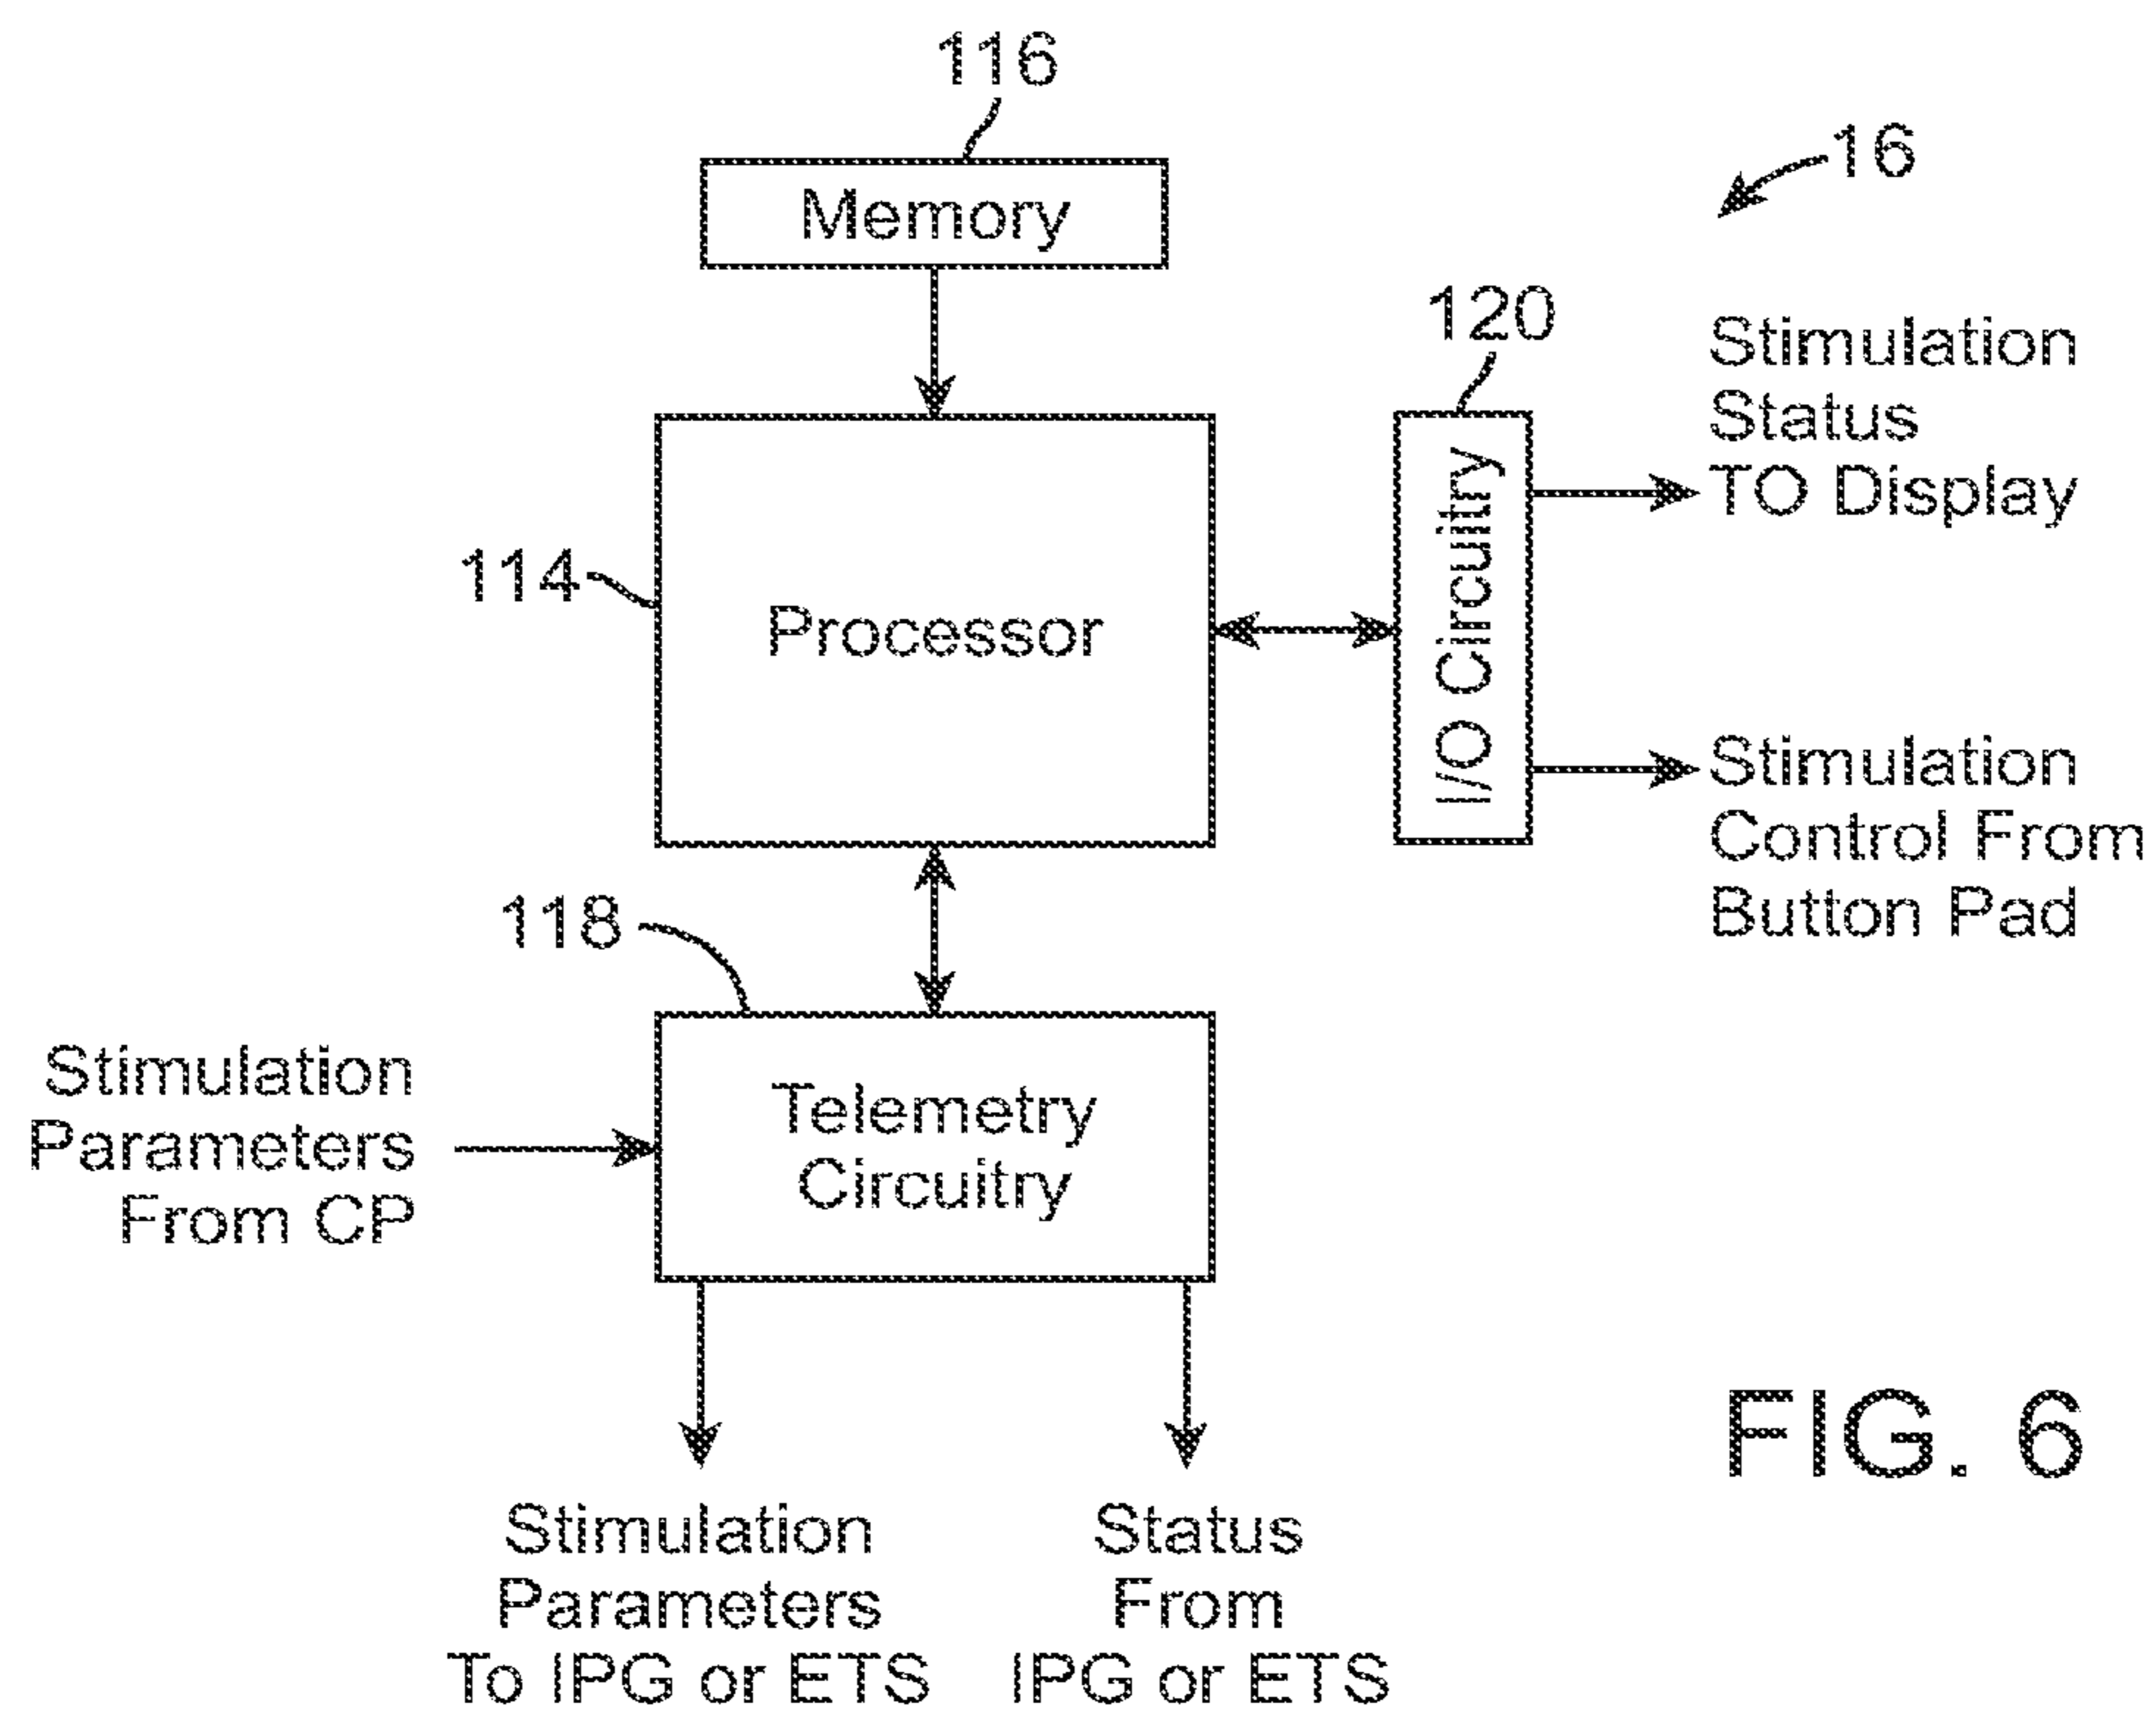 116
Memory
16
120
Stimulation
Status
TO Display
I/O Circuitry
114
Processor
Stimulation
Control From
Button Pad
118
Telemetry
Circuitry
Stimulation
Parameters
From CP
Stimulation
Parameters
To IPG or ETS
Status
From
IPG or ETS
FIG. 6